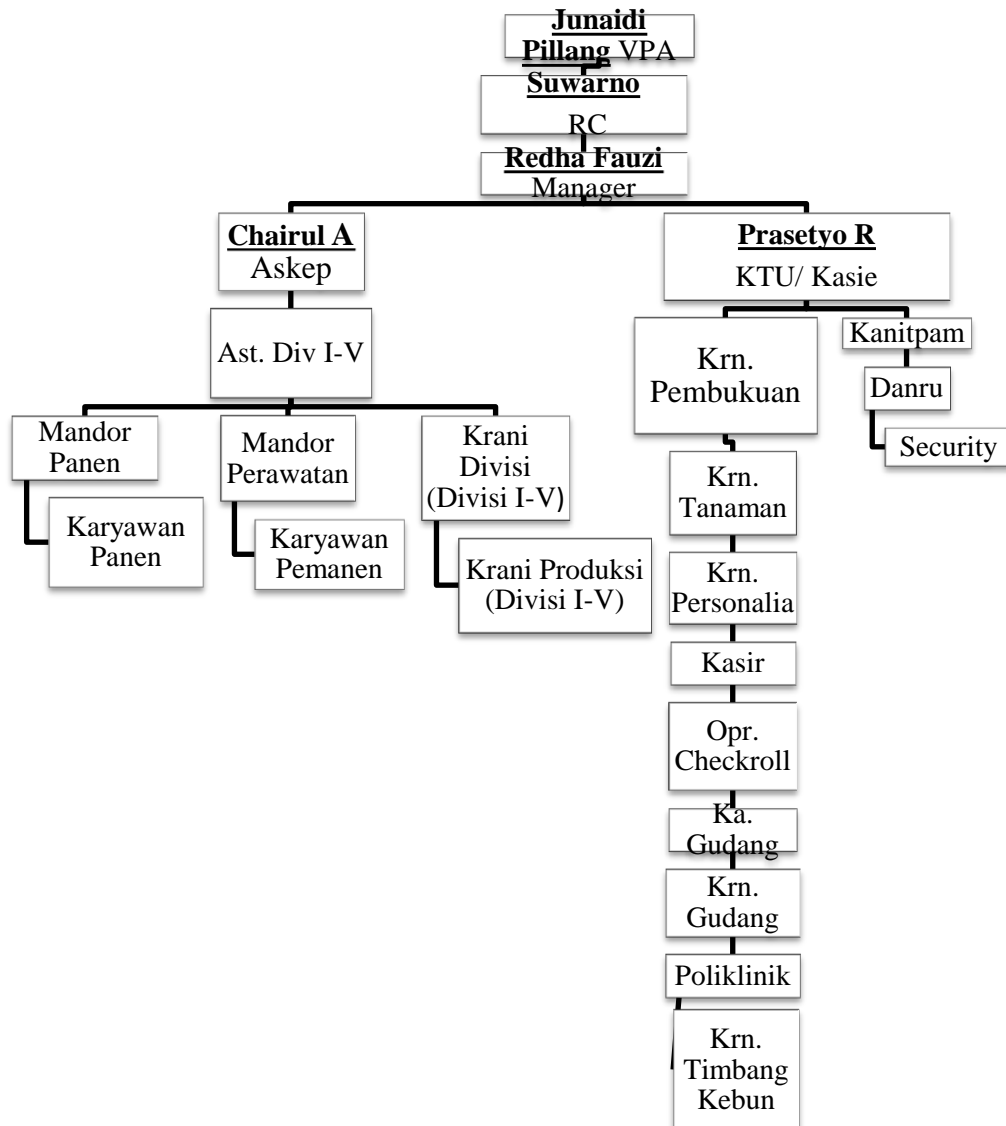 Junaidi
Pillang VPA
Suwarno
RC
Redha Fauzi
Manager
Chairul A
Askep
Prasetyo R
KTU/ Kasie
Ast. Div I-V
Krn.
Pembukuan
Kanitpam
Danru
Security
Mandor
Panen
Mandor
Perawatan
Krani
Divisi
(Divisi I-V)
Karyawan
Panen
Karyawan
Pemanen
Krani Produksi
(Divisi I-V)
Krn.
Tanaman
Krn.
Personalia
Kasir
Opr.
Checkroll
Ka.
Gudang
Krn.
Gudang
Poliklinik
Krn.
Timbang
Kebun